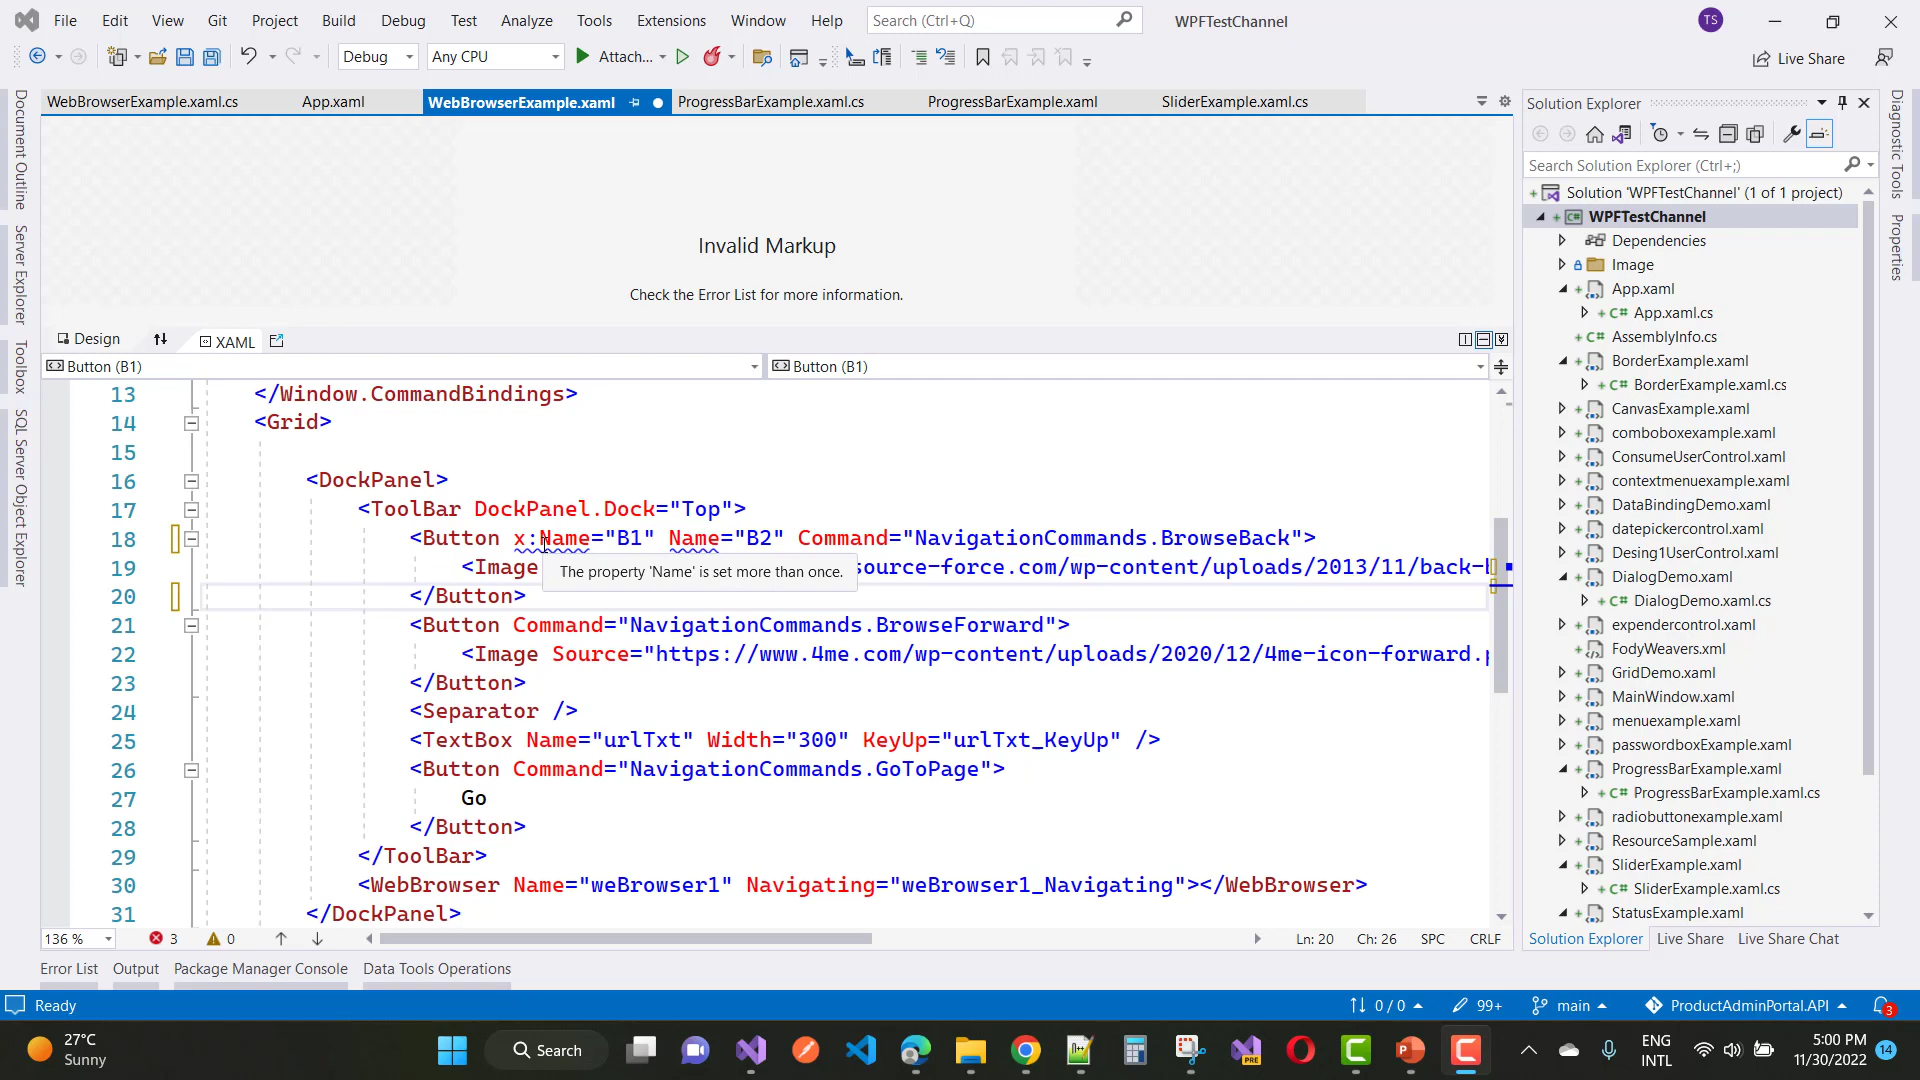 File Edit View Git Project Build Debug Test Analyze Tools Extensions Window Help Search (Ctrl+Q) WPFTestChannel TS
Debug Any CPU Attach... Live Share
WebBrowserExample.xaml.cs App.xaml WebBrowserExample.xaml ProgressBarExample.xaml.cs ProgressBarExample.xaml SliderExample.xaml.cs
Document Outline
Server Explorer
Toolbox
SQL Server Object Explorer
Invalid Markup
Check the Error List for more information.
Design XAML
Button (B1) Button (B1)
13 </Window.CommandBindings>
14 <Grid>
15
16 <DockPanel>
17 <ToolBar DockPanel.Dock="Top">
18 <Button x:Name="B1" Name="B2" Command="NavigationCommands.BrowseBack">
19 <Image source-force.com/wp-content/uploads/2013/11/back-b
The property 'Name' is set more than once.
20 </Button>
21 <Button Command="NavigationCommands.BrowseForward">
22 <Image Source="https://www.4me.com/wp-content/uploads/2020/12/4me-icon-forward.p
23 </Button>
24 <Separator />
25 <TextBox Name="urlTxt" Width="300" KeyUp="urlTxt_KeyUp" />
26 <Button Command="NavigationCommands.GoToPage">
27 Go
28 </Button>
29 </ToolBar>
30 <WebBrowser Name="weBrowser1" Navigating="weBrowser1_Navigating"></WebBrowser>
31 </DockPanel>
136 % 3 0 Ln: 20 Ch: 26 SPC CRLF
Error List Output Package Manager Console Data Tools Operations
Solution Explorer
Search Solution Explorer (Ctrl+;)
Solution 'WPFTestChannel' (1 of 1 project)
WPFTestChannel
Dependencies
Image
App.xaml
C# App.xaml.cs
C# AssemblyInfo.cs
BorderExample.xaml
C# BorderExample.xaml.cs
CanvasExample.xaml
comboboxexample.xaml
ConsumeUserControl.xaml
contextmenuexample.xaml
DataBindingDemo.xaml
datepickercontrol.xaml
Desing1UserControl.xaml
DialogDemo.xaml
C# DialogDemo.xaml.cs
expendercontrol.xaml
FodyWeavers.xml
GridDemo.xaml
MainWindow.xaml
menuexample.xaml
passwordboxExample.xaml
ProgressBarExample.xaml
C# ProgressBarExample.xaml.cs
radiobuttonexample.xaml
ResourceSample.xaml
SliderExample.xaml
C# SliderExample.xaml.cs
StatusExample.xaml
Solution Explorer Live Share Live Share Chat
Diagnostic Tools
Properties
Ready 0 / 0 99+ main ProductAdminPortal.API 3
27°C
Sunny
Search
PRE
ENG
INTL
5:00 PM
11/30/2022
14